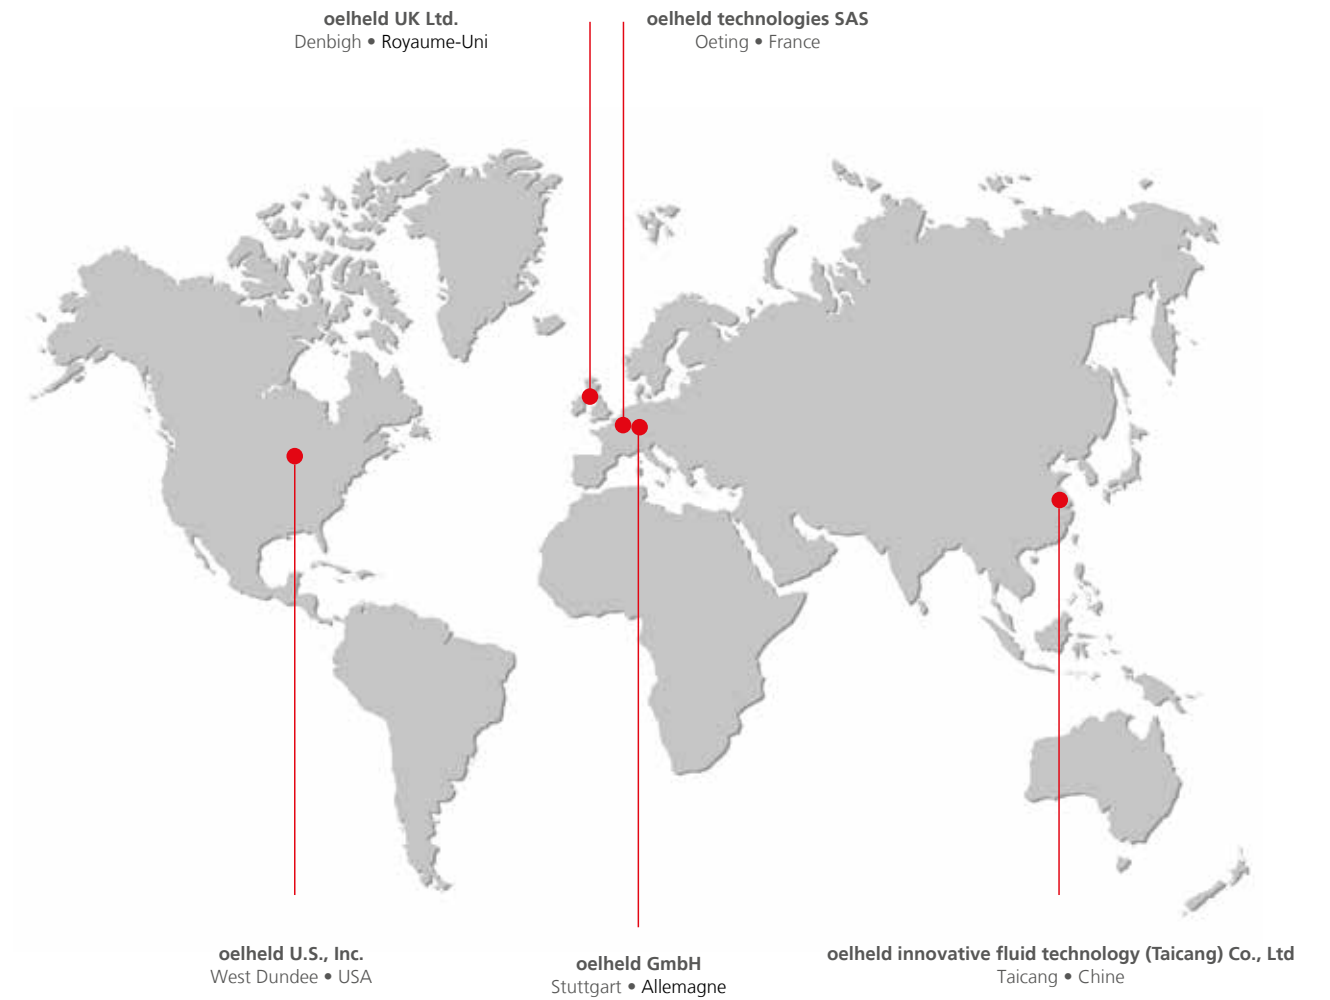 oelheld UK Ltd.
Denbigh • Royaume-Uni
oelheld technologies SAS
Oeting • France
oelheld U.S., Inc.
West Dundee • USA
oelheld GmbH
Stuttgart • Allemagne
oelheld innovative fluid technology (Taicang) Co., Ltd
Taicang • Chine